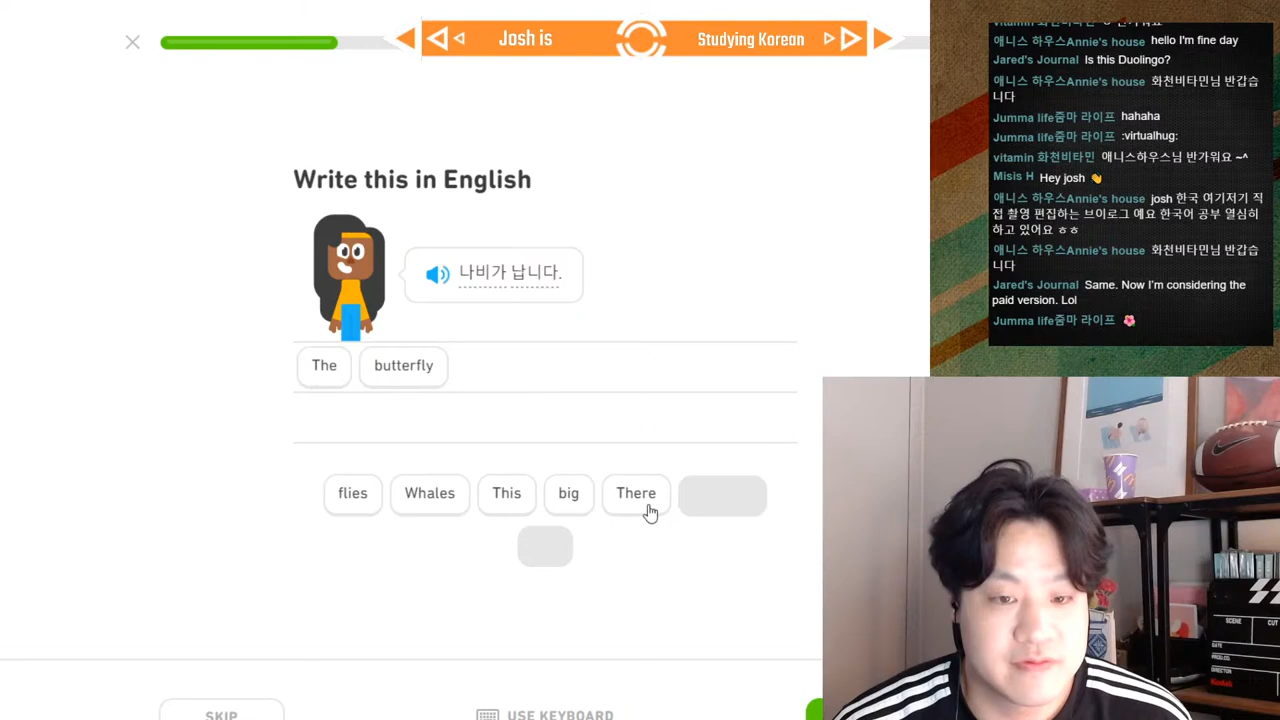 Josh is
Studying Korean
Write this in English
나비가 납니다.
The butterfly
flies Whales This big There
SKIP
USE KEYBOARD
애니스 하우스Annie's house hello I'm fine day
Jared's Journal Is this Duolingo?
애니스 하우스Annie's house 화천비타민님 반갑습
니다
Jumma life줌마 라이프 hahaha
Jumma life줌마 라이프 :virtualhug:
vitamin 화천비타민 애니스하우스님 반가워요 ~^
Misis H Hey josh 👋
애니스 하우스Annie's house josh 한국 여기저기 직
접 촬영 편집하는 브이로그 예요 한국어 공부 열심히
하고 있어요 ㅎㅎ
애니스 하우스Annie's house 화천비타민님 반갑습
니다
Jared's Journal Same. Now I'm considering the
paid version. Lol
Jumma life줌마 라이프 🌺
SCENE
CUT
DIRECTOR
Kodak